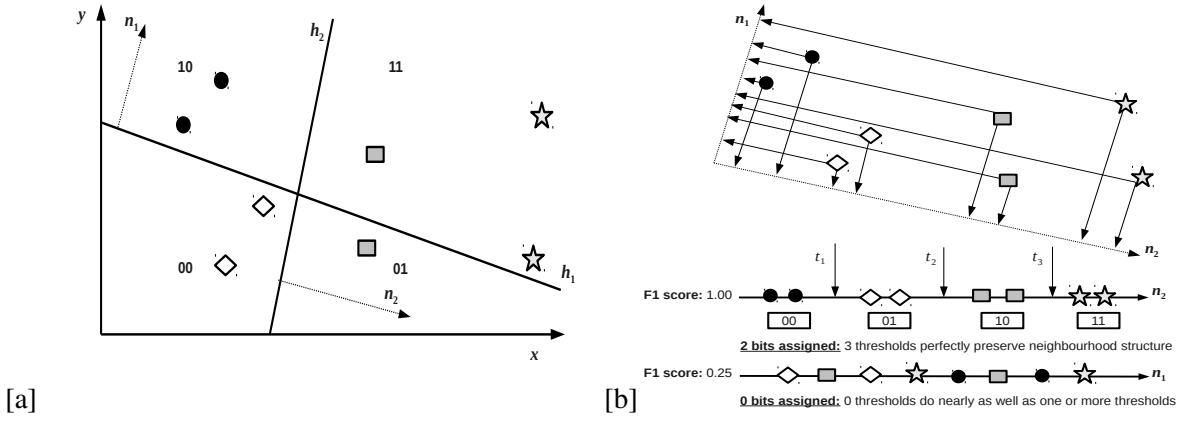 y
n1
h2
10
11
00
01
n2
h1
x
[a]
n1
n2
t1
t2
t3
F1 score: 1.00
n2
00
01
10
11
2 bits assigned: 3 thresholds perfectly preserve neighbourhood structure
F1 score: 0.25
n1
0 bits assigned: 0 thresholds do nearly as well as one or more thresholds
[b]